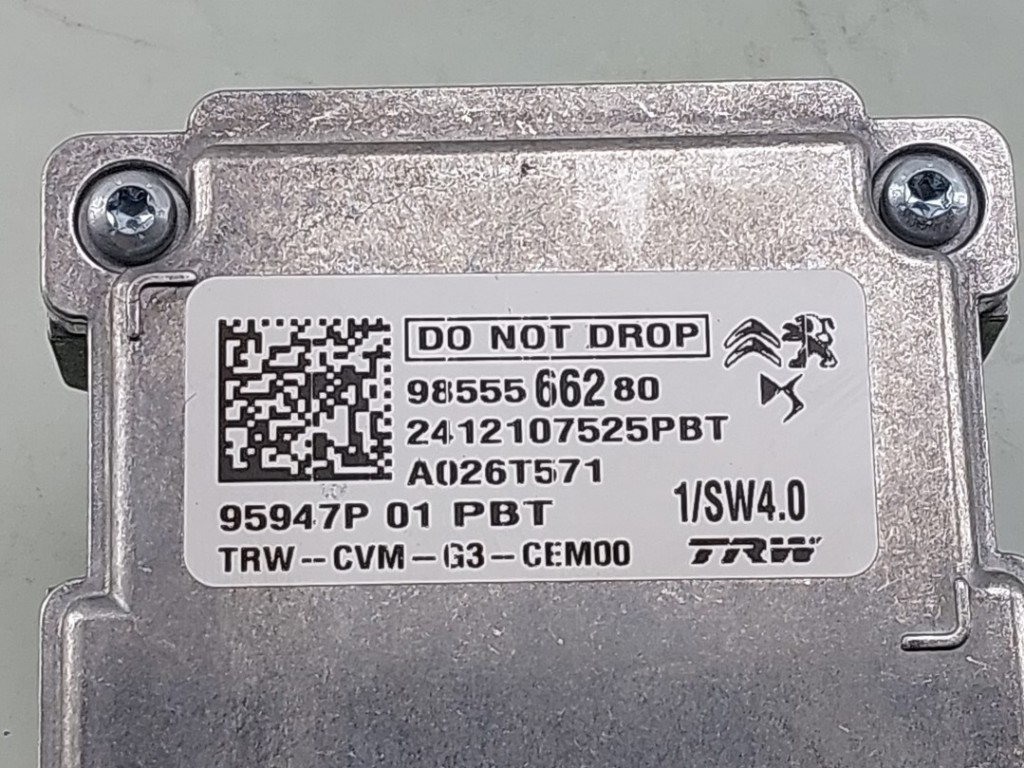 DO NOT DROP
98555 662 80
2412107525PBT
A026T571
95947P 01 PBT
1/SW4.0
TRW--CVM-G3-CEM00
TRW